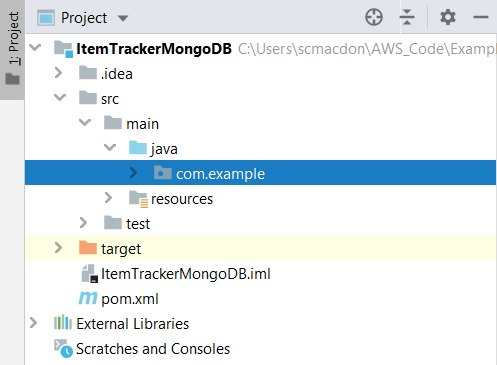 1: Project
Project
ItemTrackerMongoDB C:\Users\scmacdon\AWS_Code\Examp
.idea
src
main
java
com.example
resources
test
target
ItemTrackerMongoDB.iml
m pom.xml
External Libraries
Scratches and Consoles